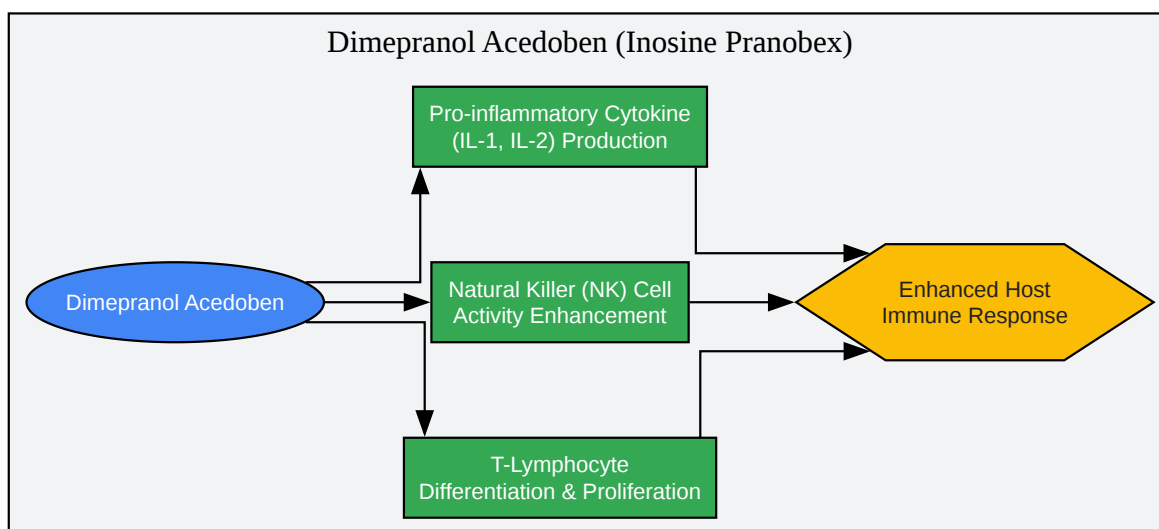 Dimepranol Acedoben (Inosine Pranobex)
Pro-inflammatory Cytokine
(IL-1, IL-2) Production
Dimepranol Acedoben
Natural Killer (NK) Cell
Activity Enhancement
Enhanced Host
Immune Response
T-Lymphocyte
Differentiation & Proliferation